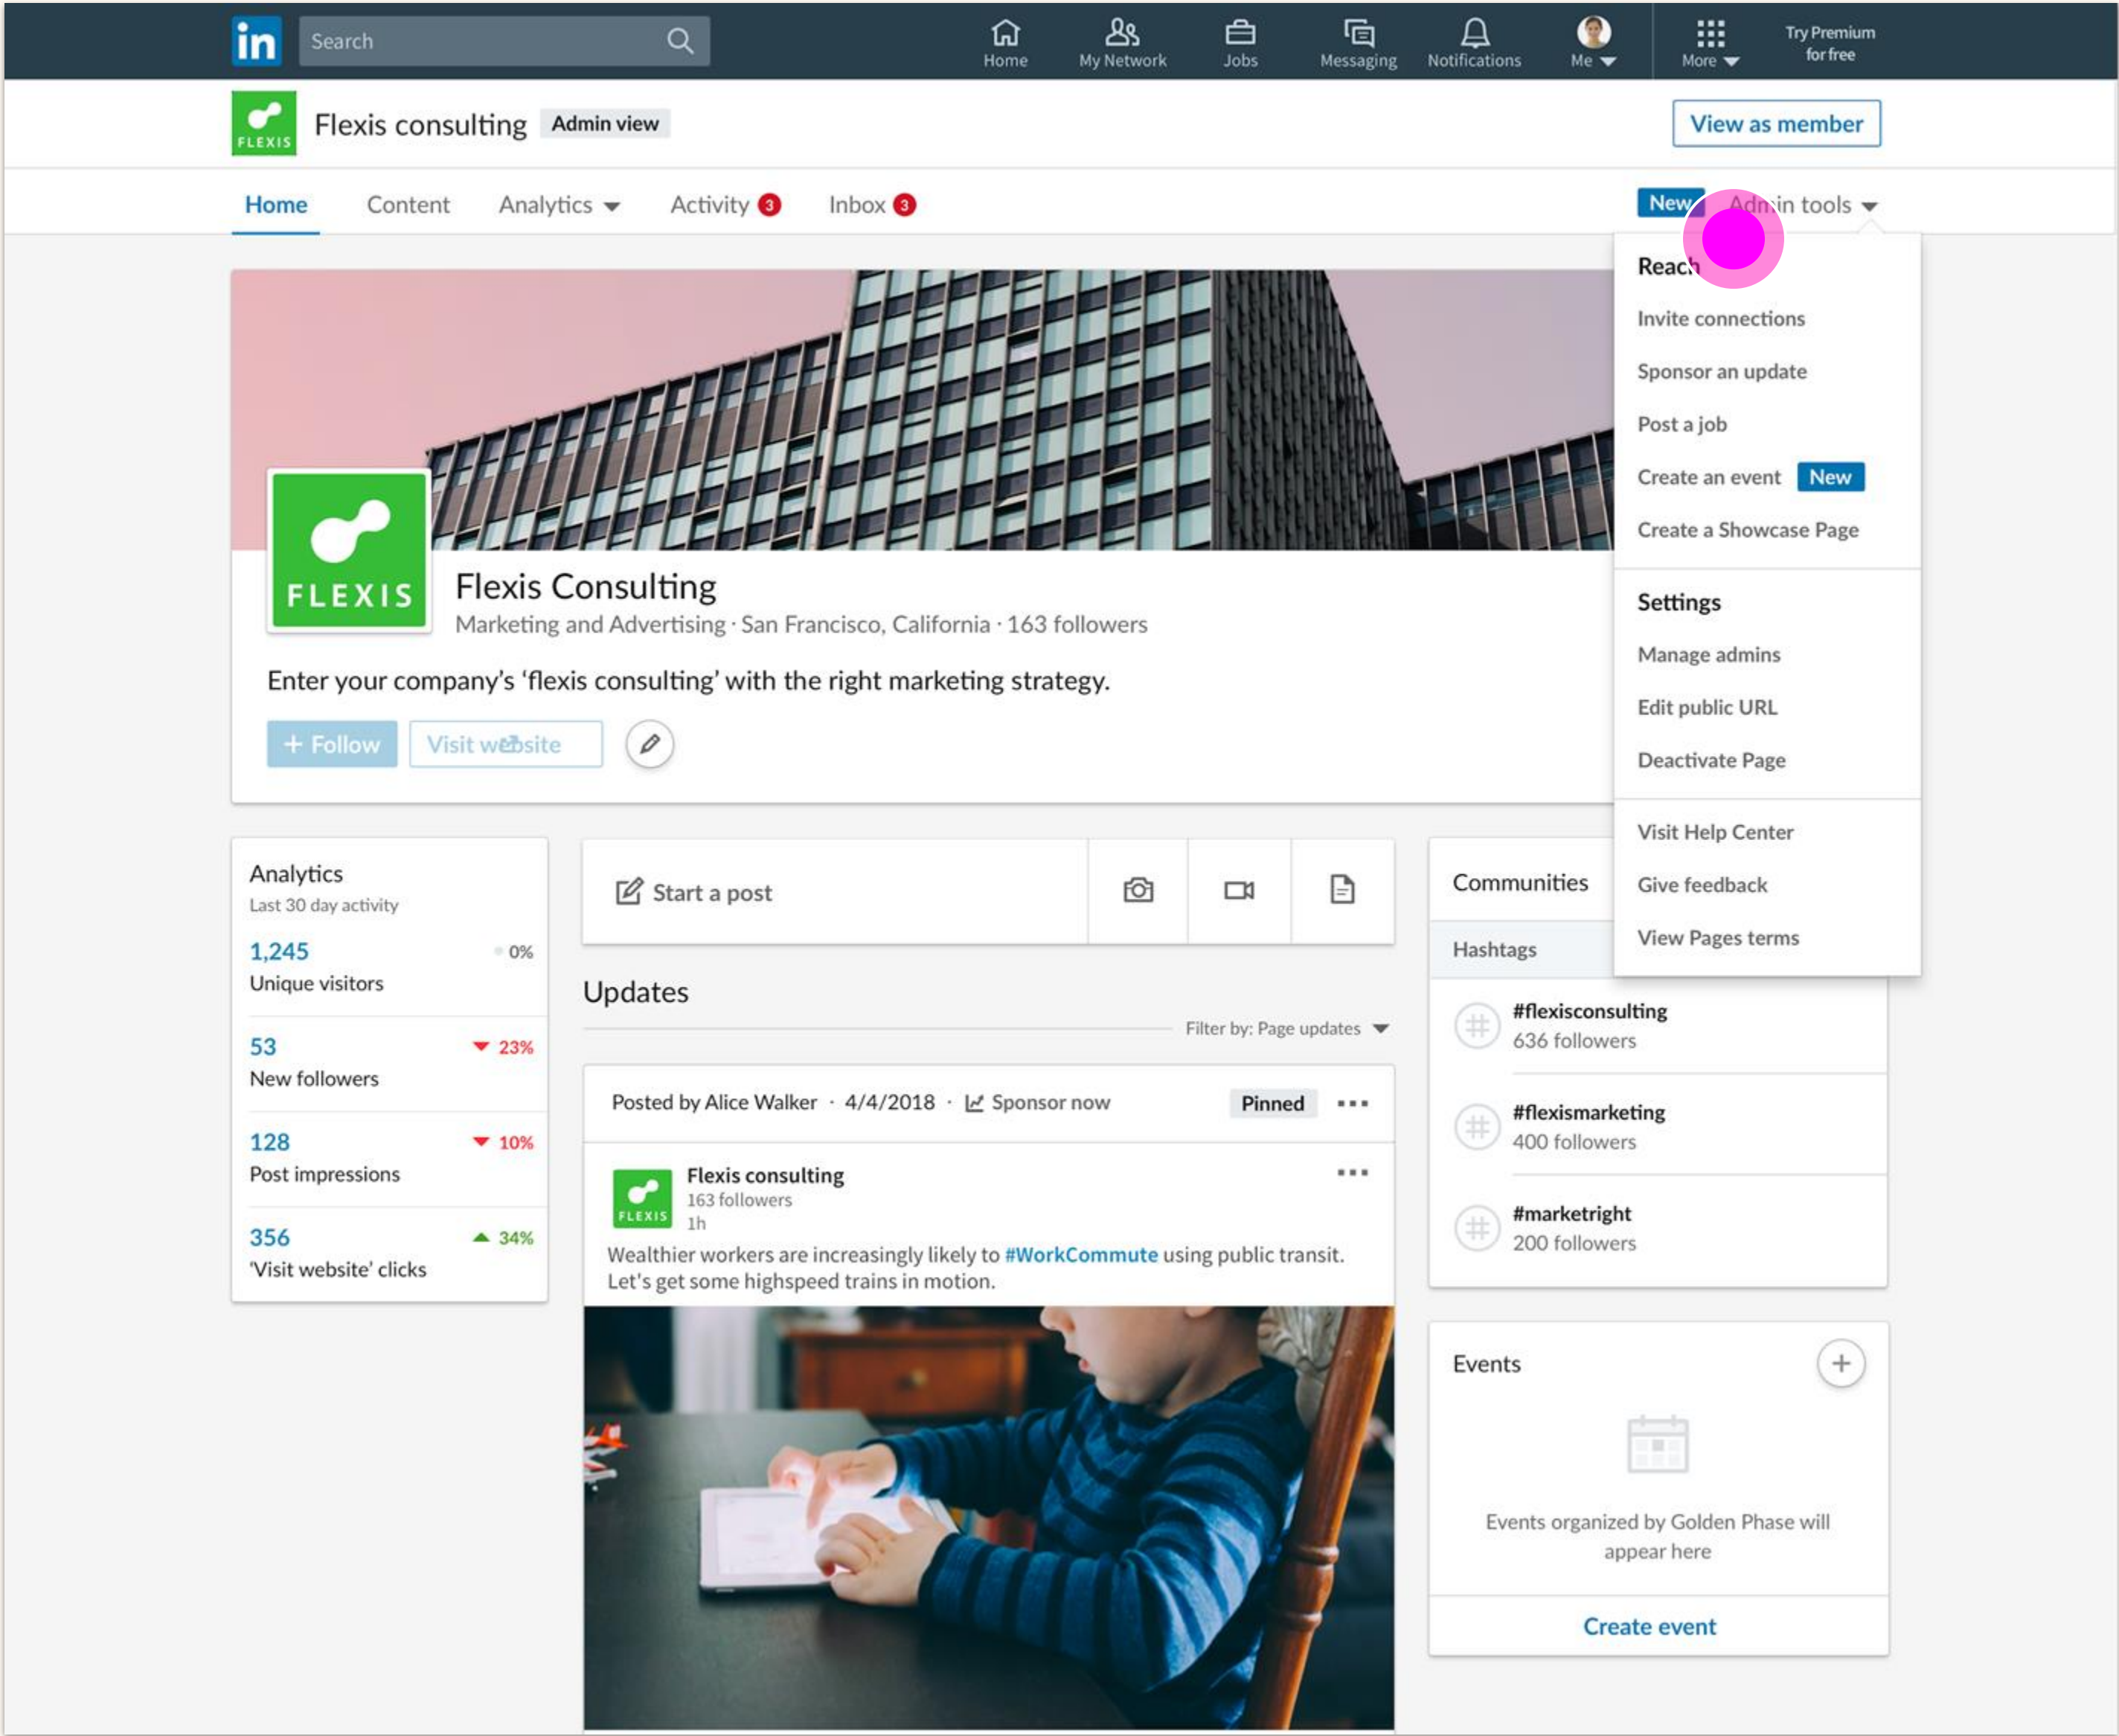 in
Search
Home
My Network
Jobs
Messaging
Notifications
Me
More
Try Premium
for free
FLEXIS
Flexis consulting
Admin view
View as member
Home
Content
Analytics
Activity 3
Inbox 3
New
Admin tools
Reach
Invite connections
Sponsor an update
Post a job
Create an event New
Create a Showcase Page
Settings
Manage admins
Edit public URL
Deactivate Page
Visit Help Center
Give feedback
View Pages terms
FLEXIS
Flexis Consulting
Marketing and Advertising · San Francisco, California · 163 followers
Enter your company's ‘flexis consulting’ with the right marketing strategy.
+ Follow
Visit website
Analytics
Last 30 day activity
1,245
0%
Unique visitors
53
23%
New followers
128
10%
Post impressions
356
34%
'Visit website' clicks
Start a post
Updates
Filter by: Page updates
Posted by Alice Walker · 4/4/2018 · Sponsor now
Pinned
FLEXIS
Flexis consulting
163 followers
1h
Wealthier workers are increasingly likely to #WorkCommute using public transit.
Let's get some highspeed trains in motion.
Communities
Hashtags
#flexisconsulting
636 followers
#flexismarketing
400 followers
#marketright
200 followers
Events
Events organized by Golden Phase will
appear here
Create event